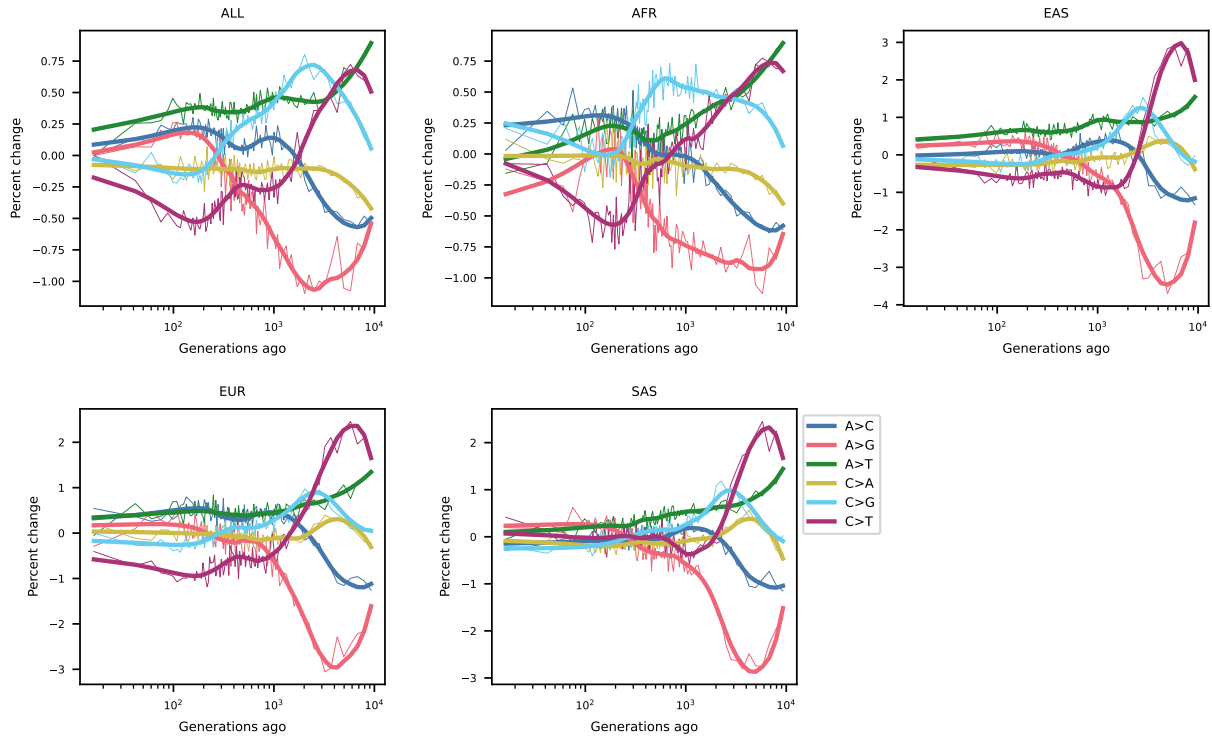 ALL
Percent change
0.75
0.50
0.25
0.00
−0.25
−0.50
−0.75
−1.00
10²
10³
10⁴
Generations ago
AFR
Percent change
0.75
0.50
0.25
0.00
−0.25
−0.50
−0.75
−1.00
10²
10³
10⁴
Generations ago
EAS
Percent change
3
2
1
0
−1
−2
−3
−4
10²
10³
10⁴
Generations ago
EUR
Percent change
2
1
0
−1
−2
−3
10²
10³
10⁴
Generations ago
SAS
Percent change
2
1
0
−1
−2
−3
10²
10³
10⁴
Generations ago
A>C
A>G
A>T
C>A
C>G
C>T